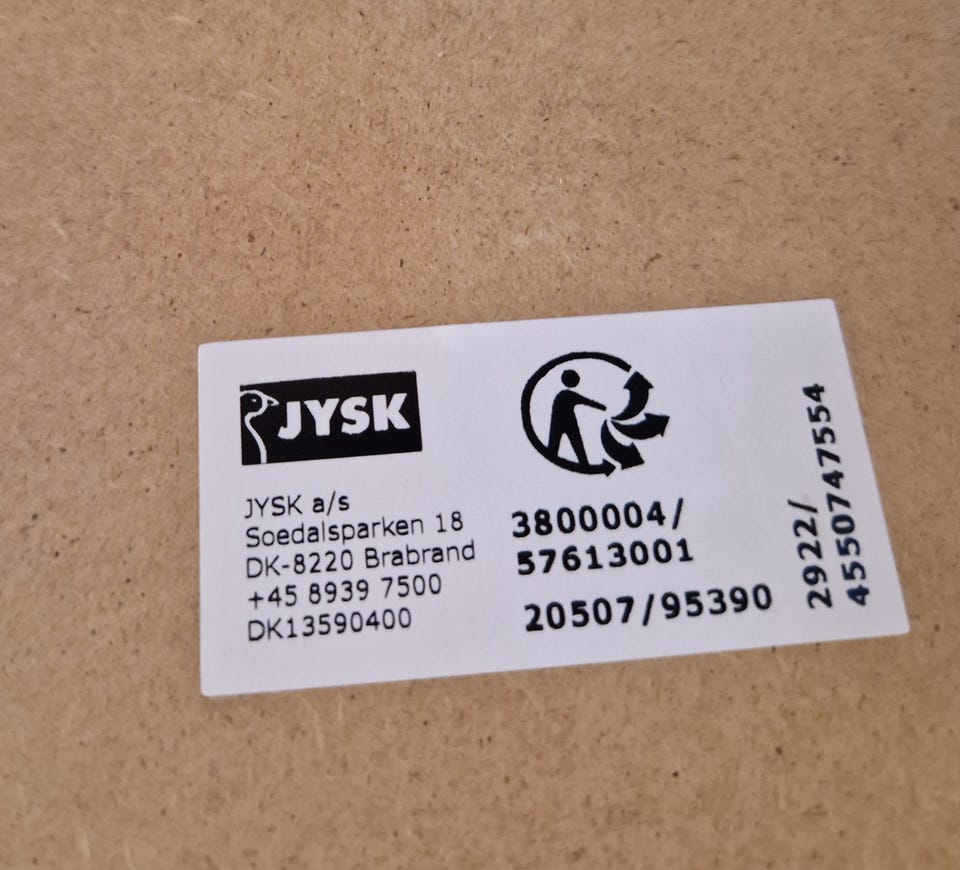 JYSK
JYSK a/s
Soedalsparken 18
DK-8220 Brabrand
+45 8939 7500
DK13590400
3800004/
57613001
20507/95390
2922/
4550747554